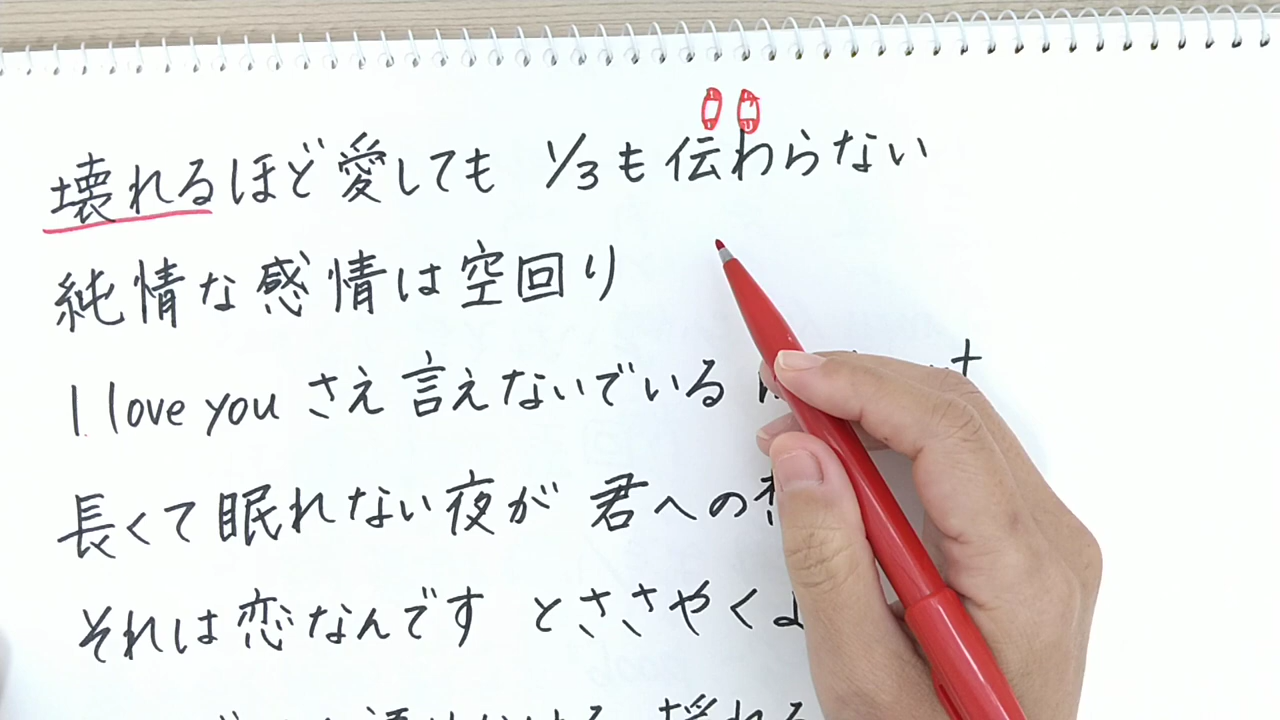 壊れるほど愛しても 1/3も伝わらない
純情な感情は空回り
I love you さえ言えないでいる
長くて眠れない夜が 君への
それは恋なんです とささやくよ